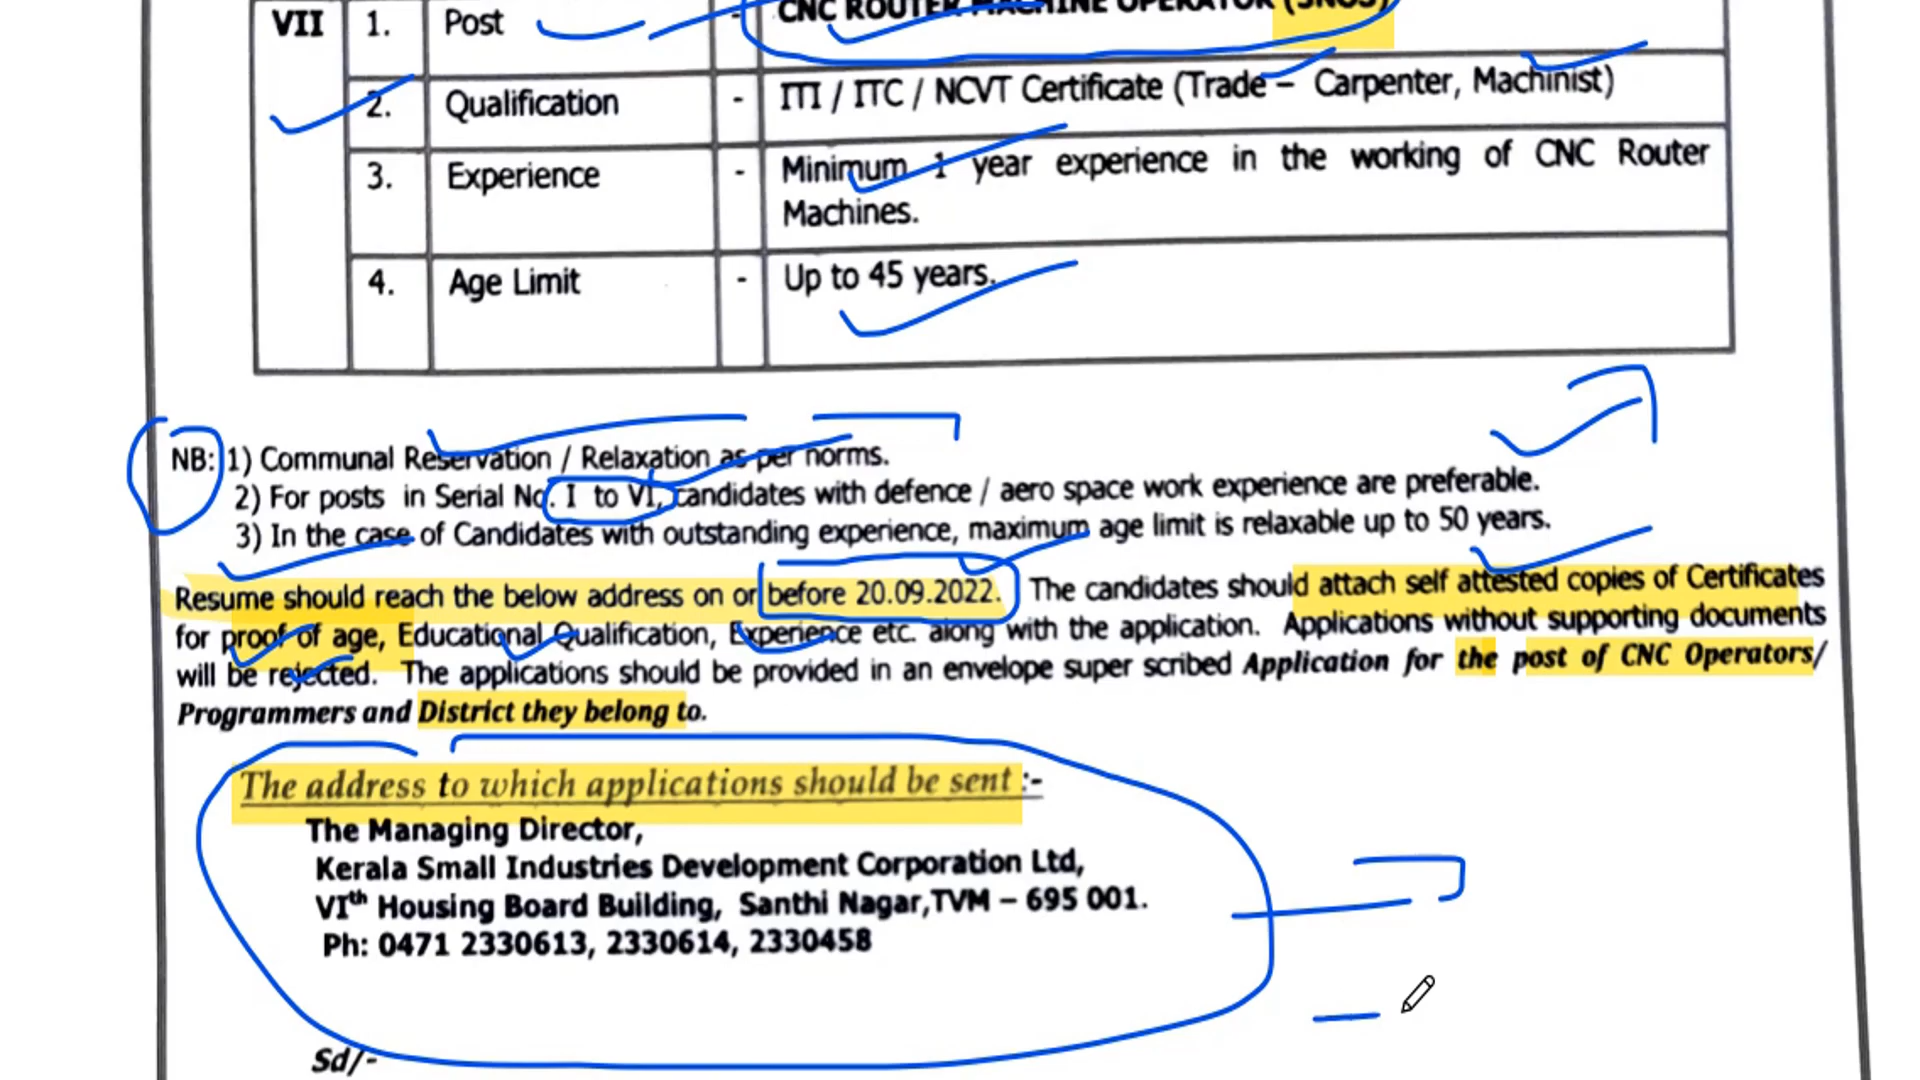 VII 1. Post - CNC ROUTER MACHINE OPERATOR (3NOS)
2. Qualification - ITI / ITC / NCVT Certificate (Trade – Carpenter, Machinist)
3. Experience - Minimum 1 year experience in the working of CNC Router
Machines.
4. Age Limit - Up to 45 years.
NB: 1) Communal Reservation / Relaxation as per norms.
2) For posts in Serial No. I to VI, candidates with defence / aero space work experience are preferable.
3) In the case of Candidates with outstanding experience, maximum age limit is relaxable up to 50 years.
Resume should reach the below address on or before 20.09.2022. The candidates should attach self attested copies of Certificates
for proof of age, Educational Qualification, Experience etc. along with the application. Applications without supporting documents
will be rejected. The applications should be provided in an envelope super scribed Application for the post of CNC Operators/
Programmers and District they belong to.
The address to which applications should be sent :-
The Managing Director,
Kerala Small Industries Development Corporation Ltd,
VIth Housing Board Building, Santhi Nagar,TVM – 695 001.
Ph: 0471 2330613, 2330614, 2330458
Sd/-